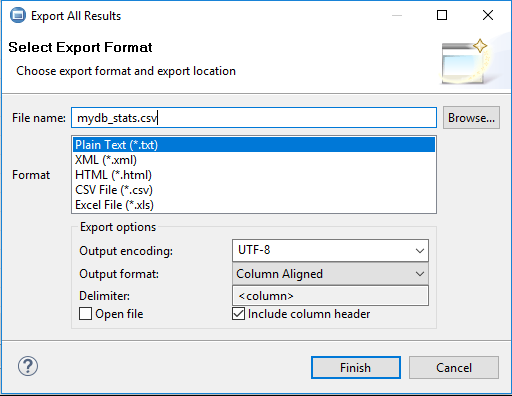 Export All Results
Select Export Format
Choose export format and export location
File name: mydb_stats.csv Browse...
Format
Plain Text (*.txt)
XML (*.xml)
HTML (*.html)
CSV File (*.csv)
Excel File (*.xls)
Export options
Output encoding: UTF-8
Output format: Column Aligned
Delimiter: <column>
Open file Include column header
? Finish Cancel